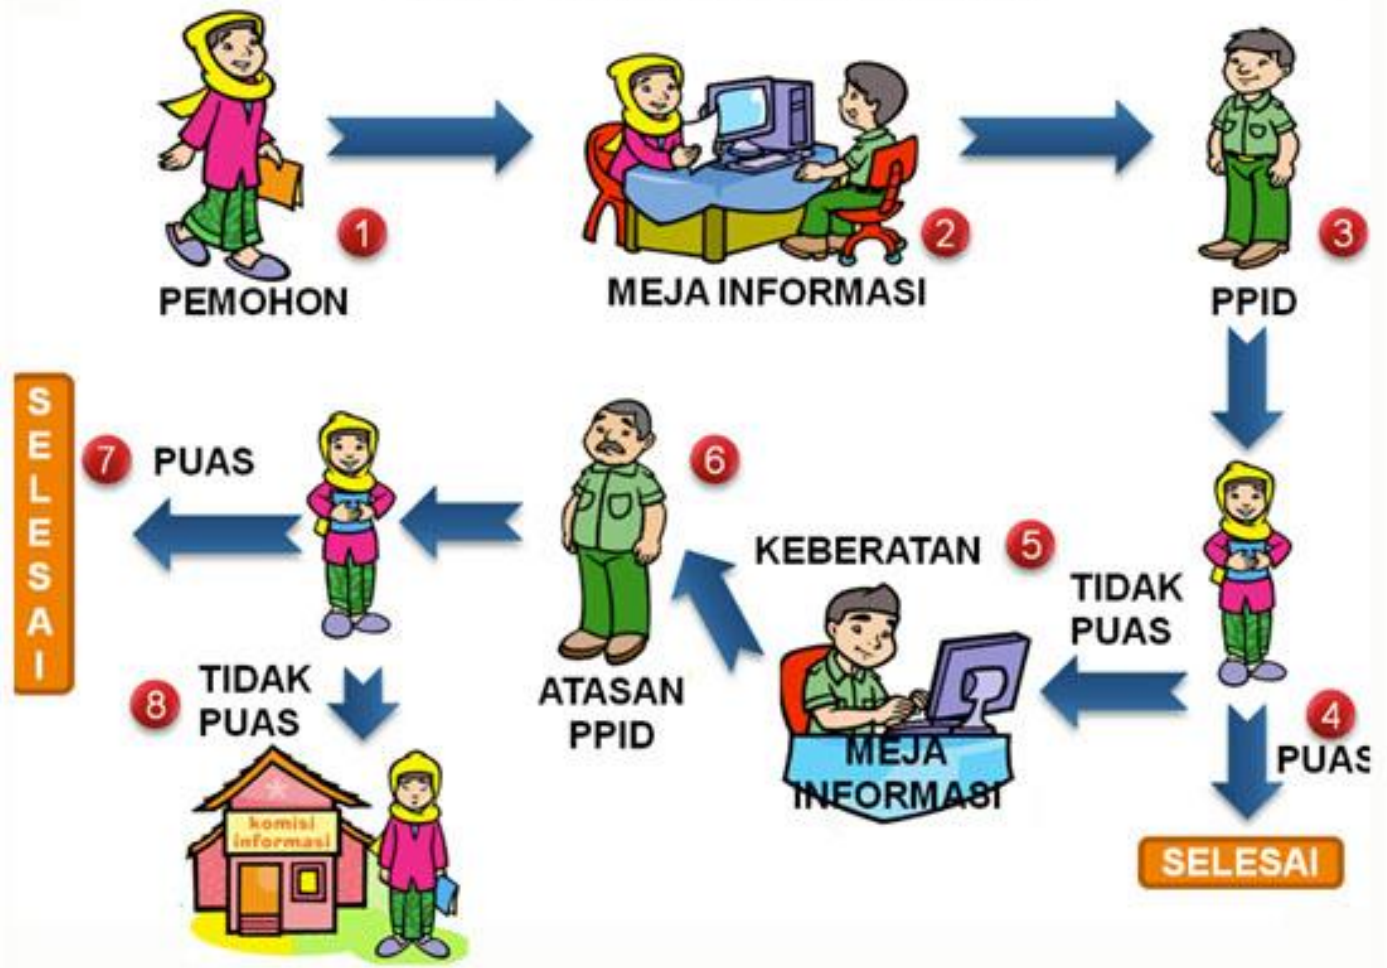 1
PEMOHON
2
MEJA INFORMASI
3
PPID
4
PUAS
SELESAI
TIDAK
PUAS
5
KEBERATAN
MEJA
INFORMASI
6
ATASAN
PPID
7
PUAS
SELESAI
8
TIDAK
PUAS
komisi
informasi